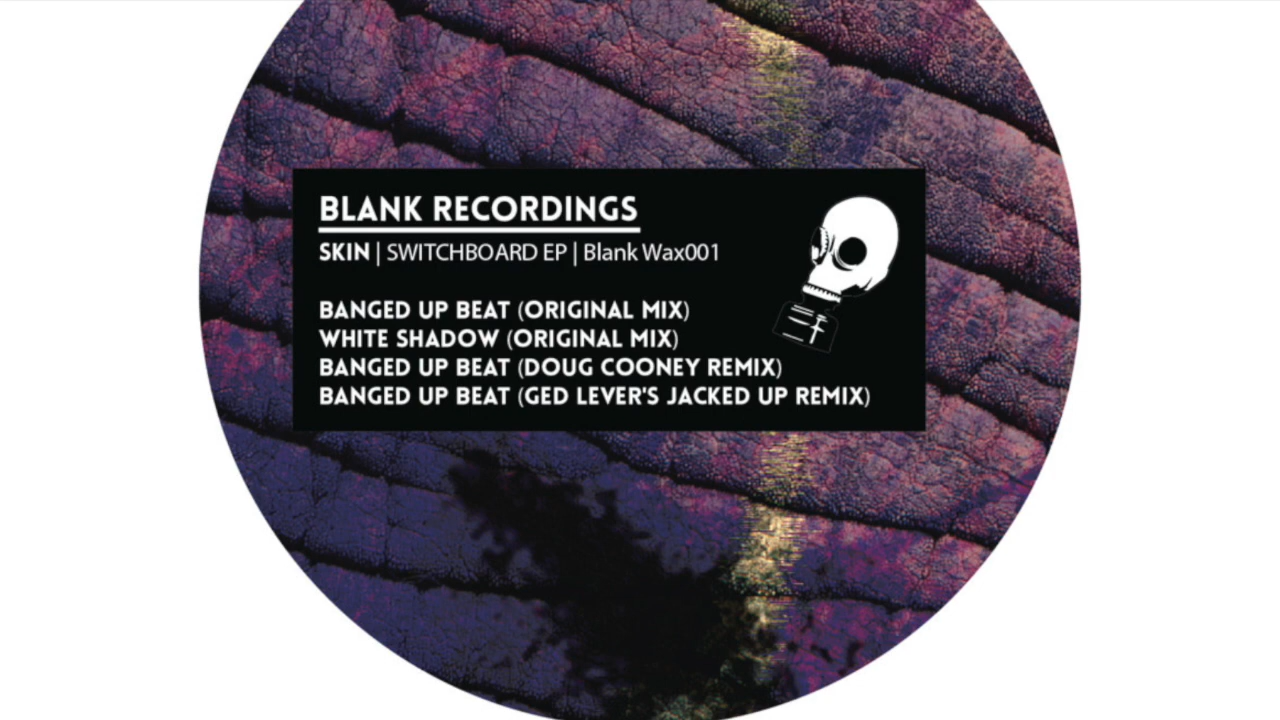 BLANK RECORDINGS
SKIN | SWITCHBOARD EP | Blank Wax001
BANGED UP BEAT (ORIGINAL MIX)
WHITE SHADOW (ORIGINAL MIX)
BANGED UP BEAT (DOUG COONEY REMIX)
BANGED UP BEAT (GED LEVER'S JACKED UP REMIX)